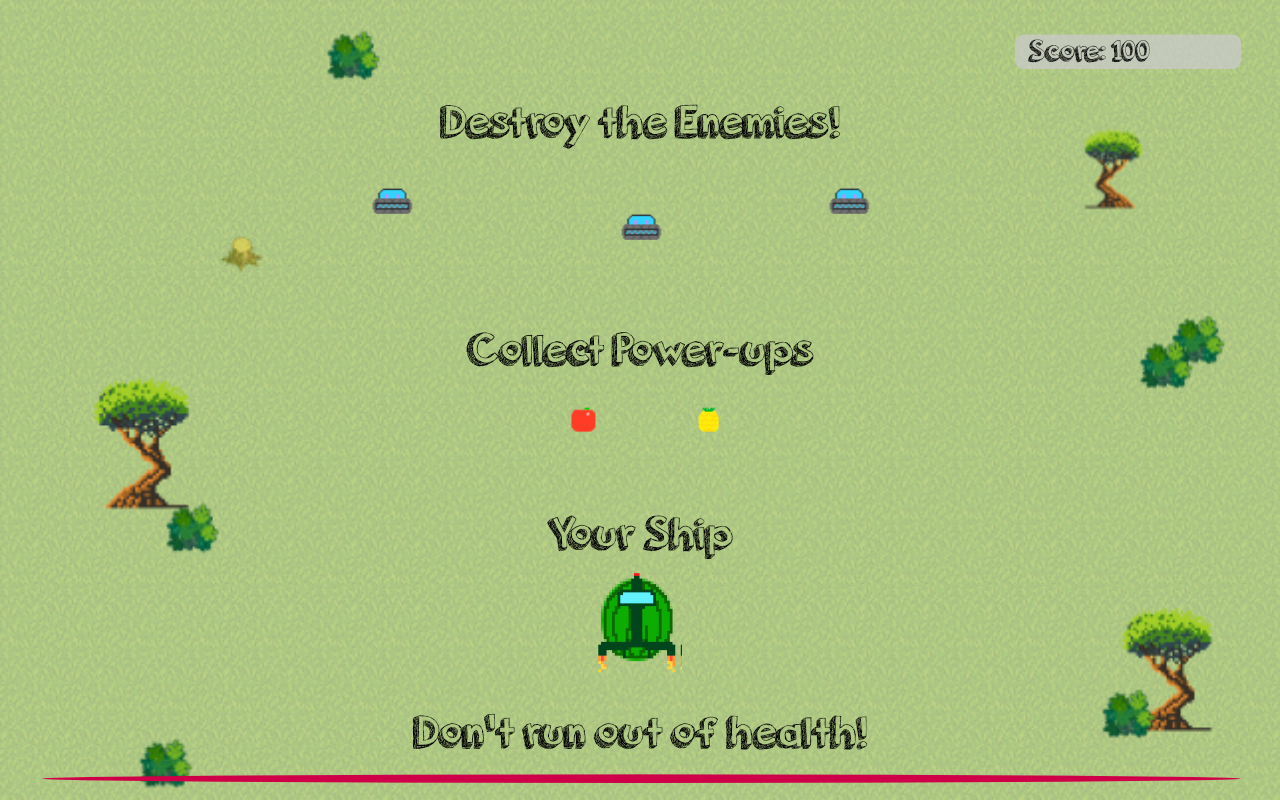 Score: 100
Destroy the Enemies!
Collect Power-ups
Your Ship
Don't run out of health!